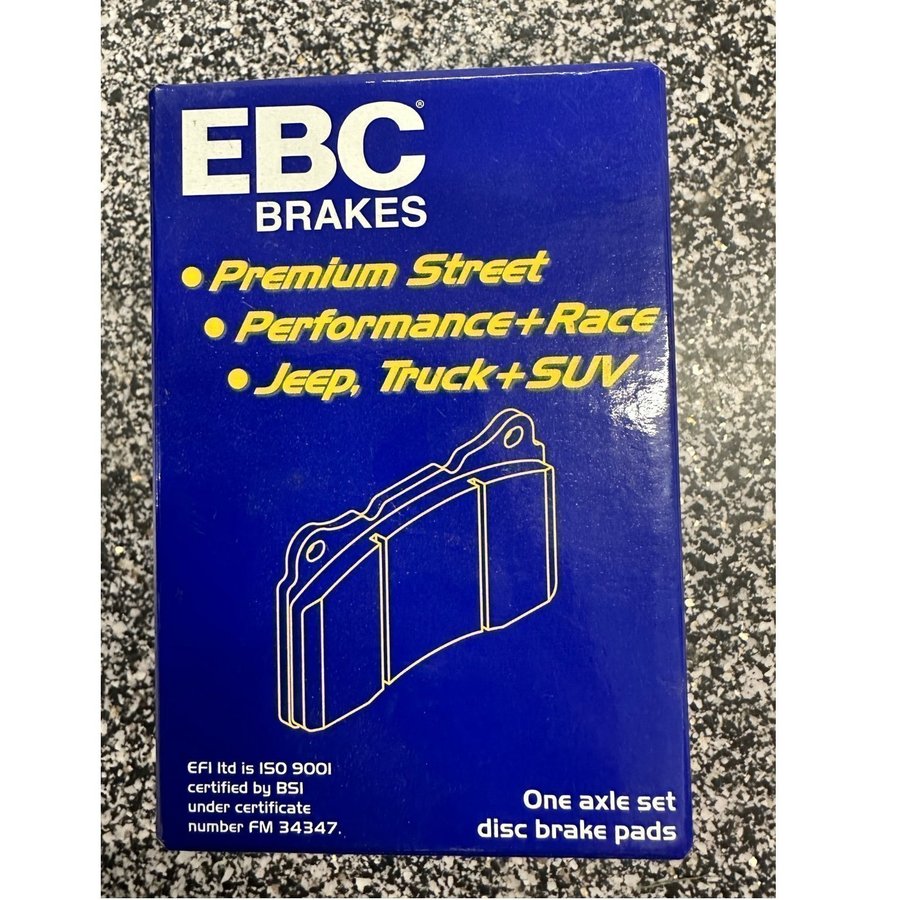 EBC®
BRAKES
• Premium Street
• Performance+Race
• Jeep, Truck+SUV
EFI ltd is ISO 9001
certified by BSI
under certificate
number FM 34347.
One axle set
disc brake pads